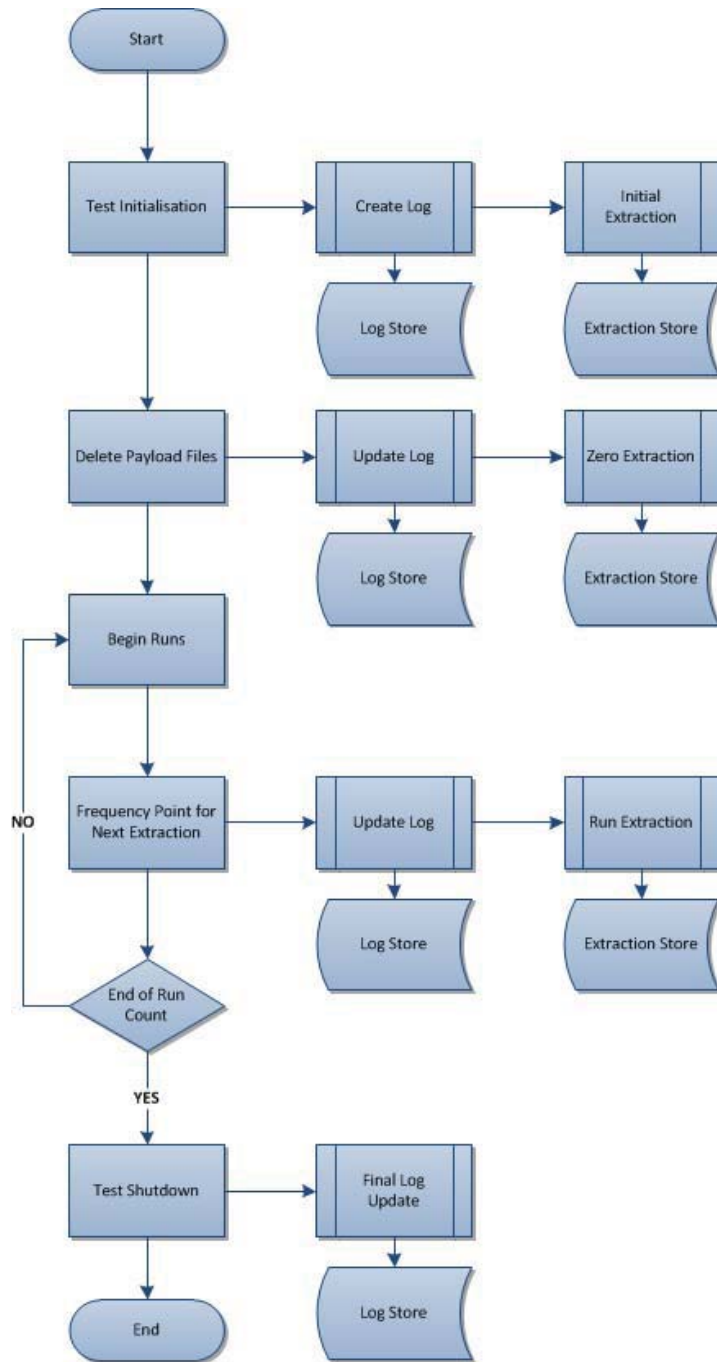 Start
Test Initialisation
Create Log
Initial
Extraction
Log Store
Extraction Store
Delete Payload Files
Update Log
Zero Extraction
Log Store
Extraction Store
Begin Runs
Frequency Point for
Next Extraction
Update Log
Run Extraction
NO
Log Store
Extraction Store
End of Run
Count
YES
Test Shutdown
Final Log
Update
Log Store
End